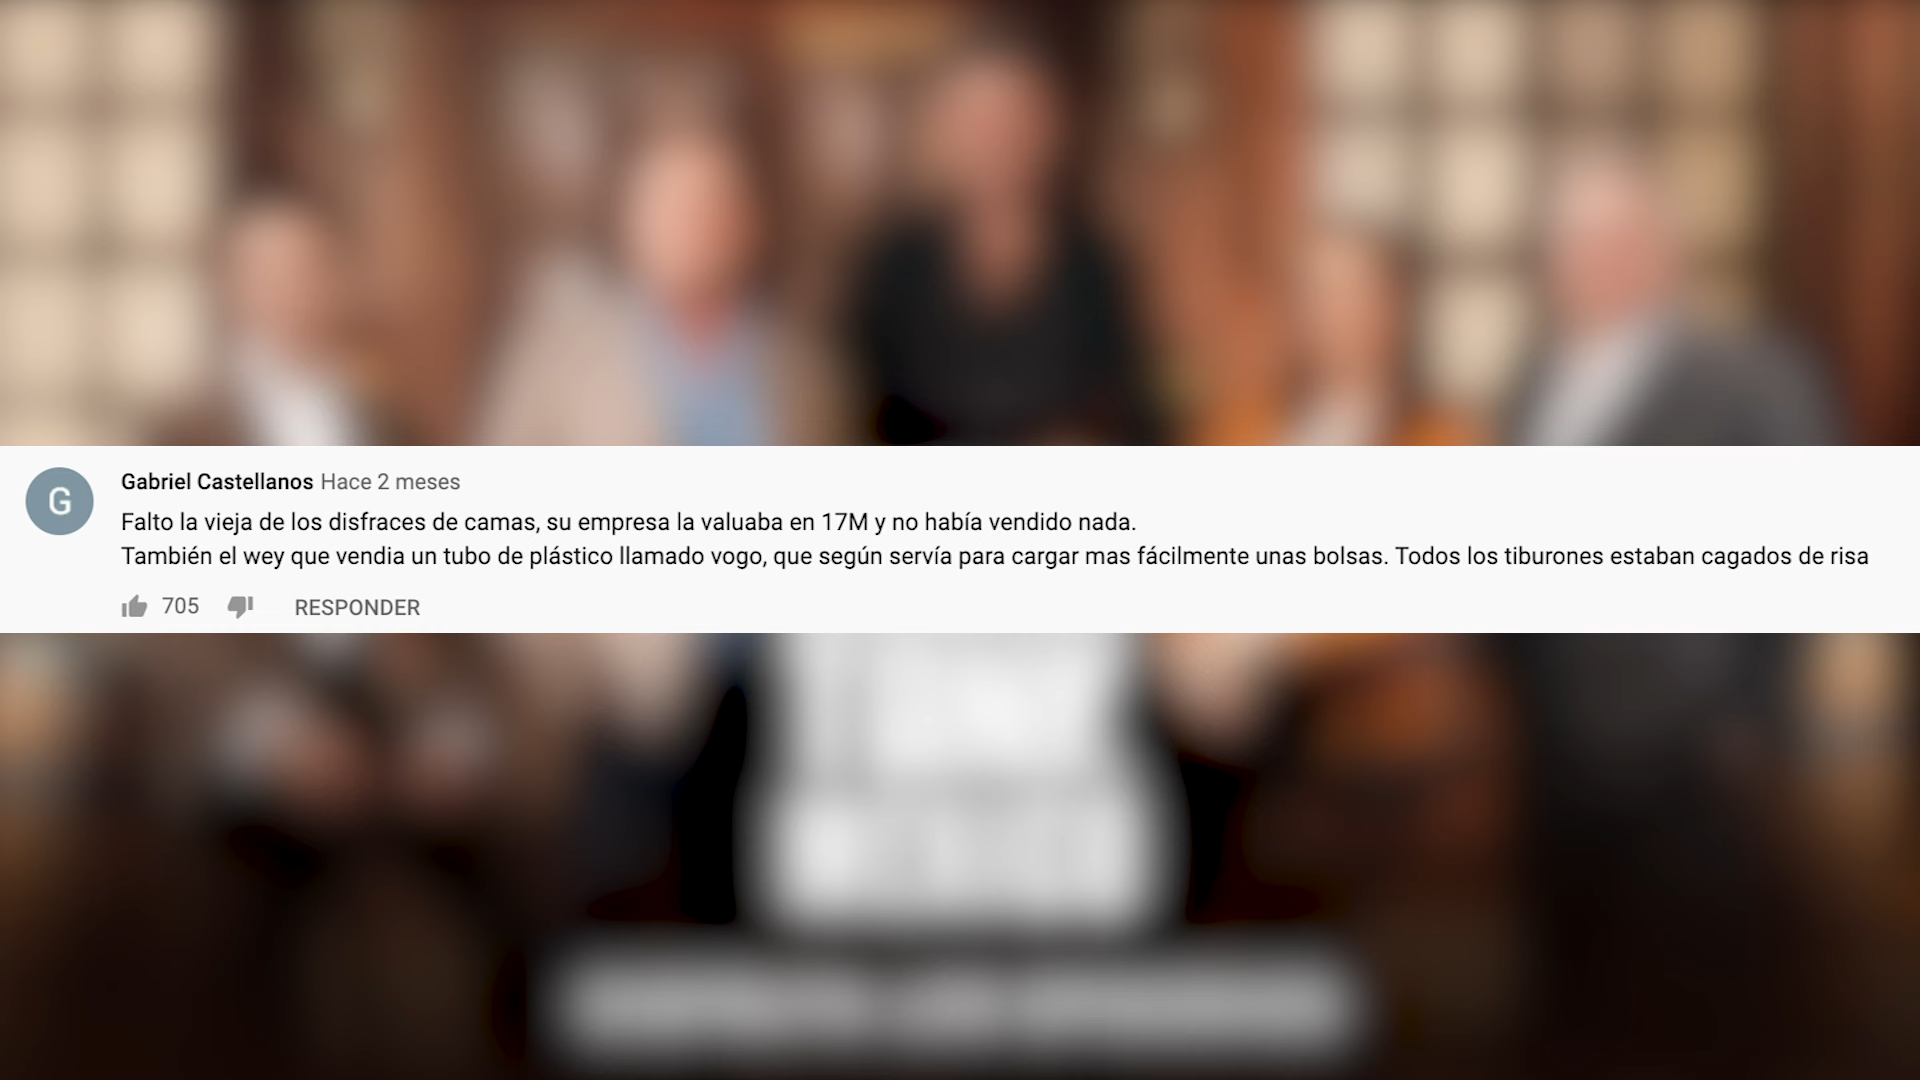 G
Gabriel Castellanos Hace 2 meses
Falto la vieja de los disfraces de camas, su empresa la valuaba en 17M y no había vendido nada.
También el wey que vendia un tubo de plástico llamado vogo, que según servía para cargar mas fácilmente unas bolsas. Todos los tiburones estaban cagados de risa
705 RESPONDER